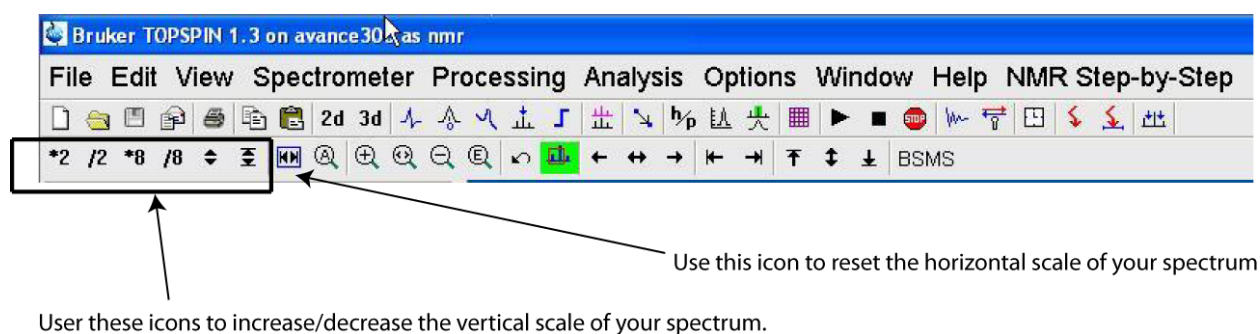 Bruker TOPSPIN 1.3 on avance30 as nmr
File Edit View Spectrometer Processing Analysis Options Window Help NMR Step-by-Step
2d 3d h/p STOP
*2 /2 *8 /8 A E BSMS
Use this icon to reset the horizontal scale of your spectrum
User these icons to increase/decrease the vertical scale of your spectrum.